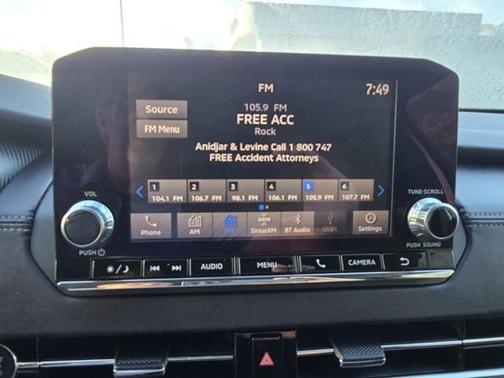 FM
7:49
Source
FM Menu
105.9 FM
FREE ACC
Rock
Anidjar & Levine Call 1 800 747
FREE Accident Attorneys
1 2 3 4 5 6
104.1 FM 106.7 FM 98.1 FM 106.1 FM 105.9 FM 107.7 FM
VOL
TUNE·SCROLL
Phone AM FM SiriusXM BT Audio USB1 Settings
PUSH
PUSH SOUND
AUDIO MENU CAMERA